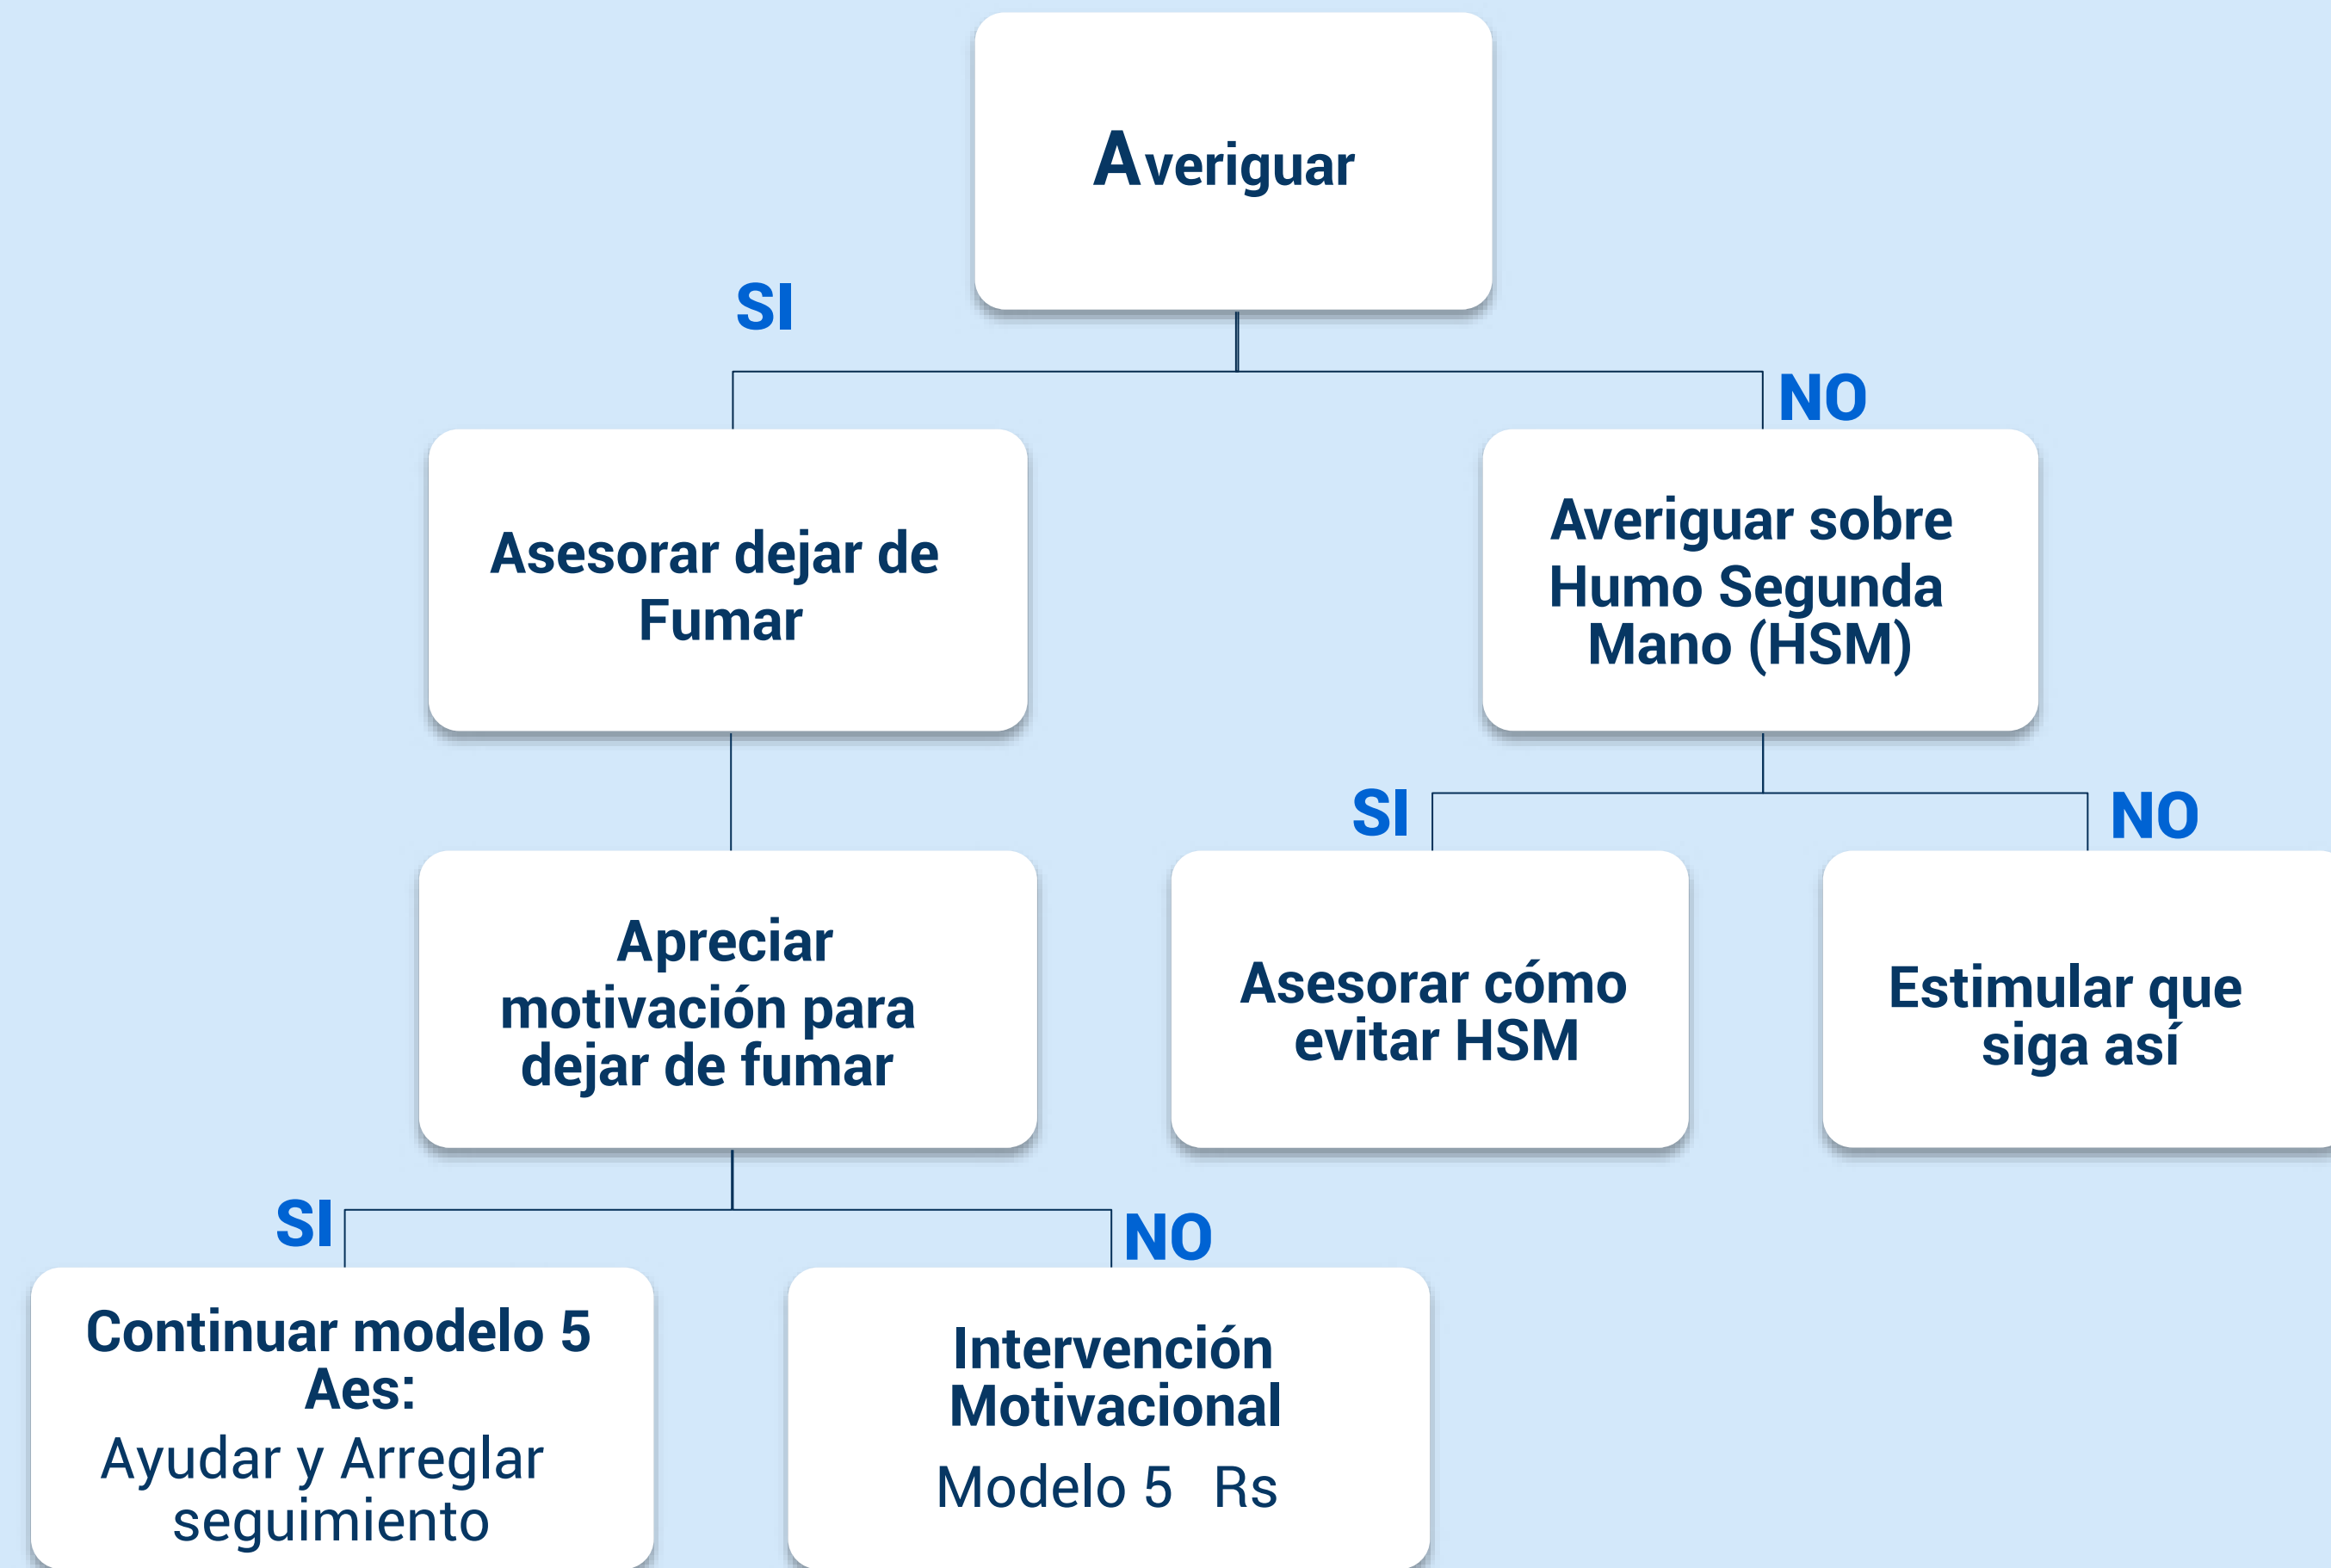 Averiguar
SI
NO
Asesorar dejar de
Fumar
Averiguar sobre
Humo Segunda
Mano (HSM)
SI
NO
Apreciar
motivación para
dejar de fumar
Asesorar cómo
evitar HSM
Estimular que
siga así
SI
NO
Continuar modelo 5
Aes:
Ayudar y Arreglar
seguimiento
Intervención
Motivacional
Modelo 5 Rs